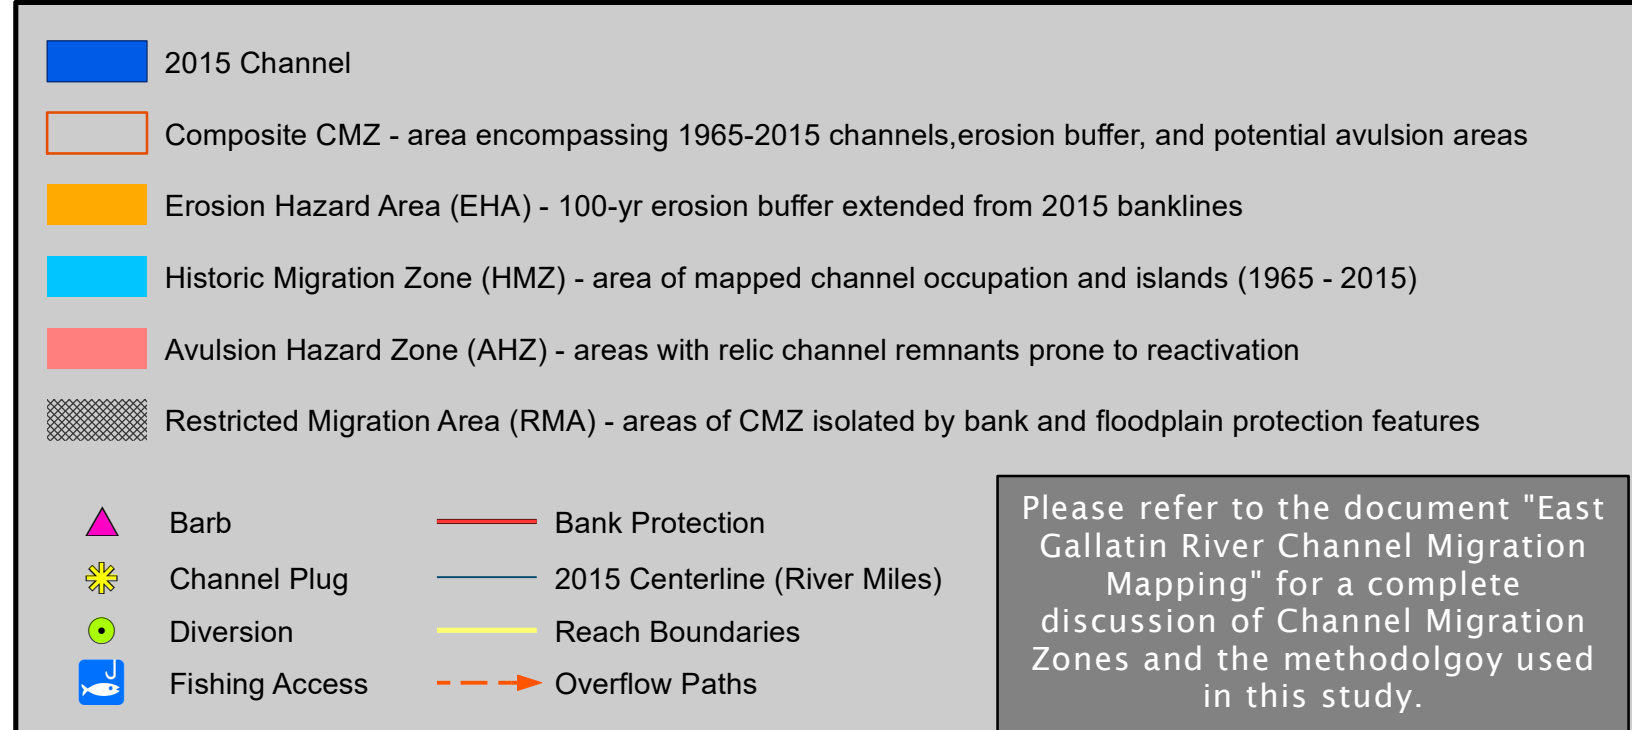 2015 Channel
Composite CMZ - area encompassing 1965-2015 channels,erosion buffer, and potential avulsion areas
Erosion Hazard Area (EHA) - 100-yr erosion buffer extended from 2015 banklines
Historic Migration Zone (HMZ) - area of mapped channel occupation and islands (1965 - 2015)
Avulsion Hazard Zone (AHZ) - areas with relic channel remnants prone to reactivation
Restricted Migration Area (RMA) - areas of CMZ isolated by bank and floodplain protection features
Barb
Channel Plug
Diversion
Fishing Access
Bank Protection
2015 Centerline (River Miles)
Reach Boundaries
Overflow Paths
Please refer to the document "East
Gallatin River Channel Migration
Mapping" for a complete
discussion of Channel Migration
Zones and the methodolgoy used
in this study.